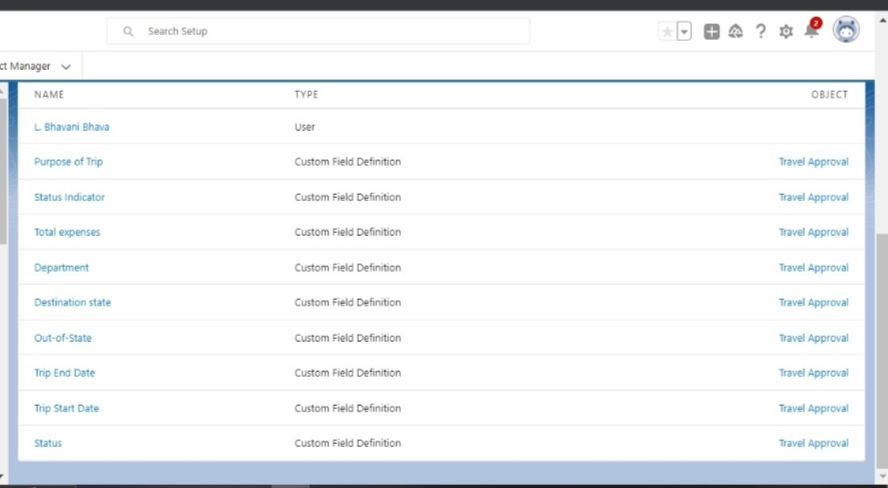 Search Setup
2
ct Manager
NAME TYPE OBJECT
L. Bhavani Bhava User
Purpose of Trip Custom Field Definition Travel Approval
Status Indicator Custom Field Definition Travel Approval
Total expenses Custom Field Definition Travel Approval
Department Custom Field Definition Travel Approval
Destination state Custom Field Definition Travel Approval
Out-of-State Custom Field Definition Travel Approval
Trip End Date Custom Field Definition Travel Approval
Trip Start Date Custom Field Definition Travel Approval
Status Custom Field Definition Travel Approval